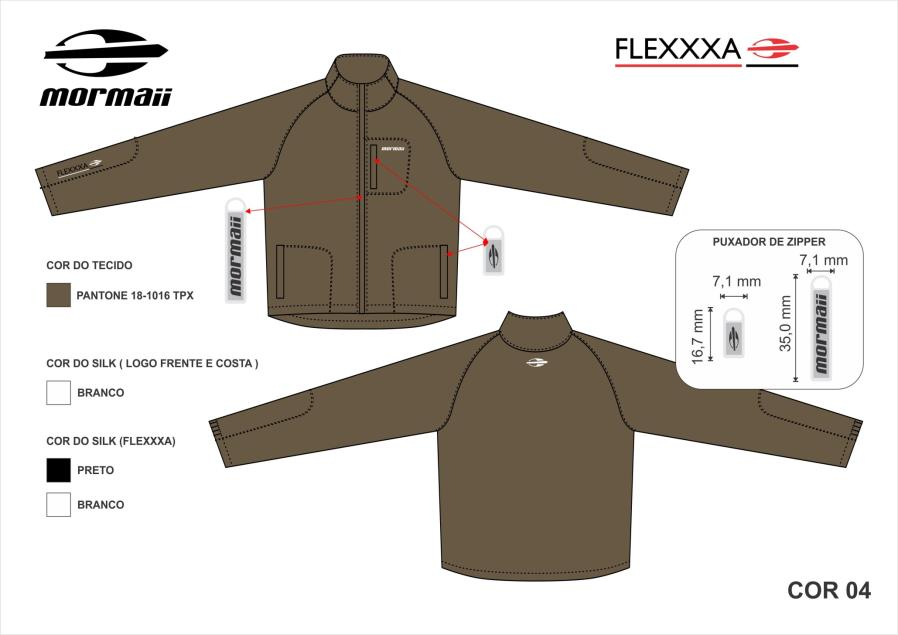 mormaii
FLEXXXA
FLEXXXA
mormaii
mormaii
COR DO TECIDO
PANTONE 18-1016 TPX
COR DO SILK ( LOGO FRENTE E COSTA )
BRANCO
COR DO SILK (FLEXXXA)
PRETO
BRANCO
PUXADOR DE ZIPPER
7,1 mm
7,1 mm
16,7 mm
35,0 mm
mormaii
COR 04